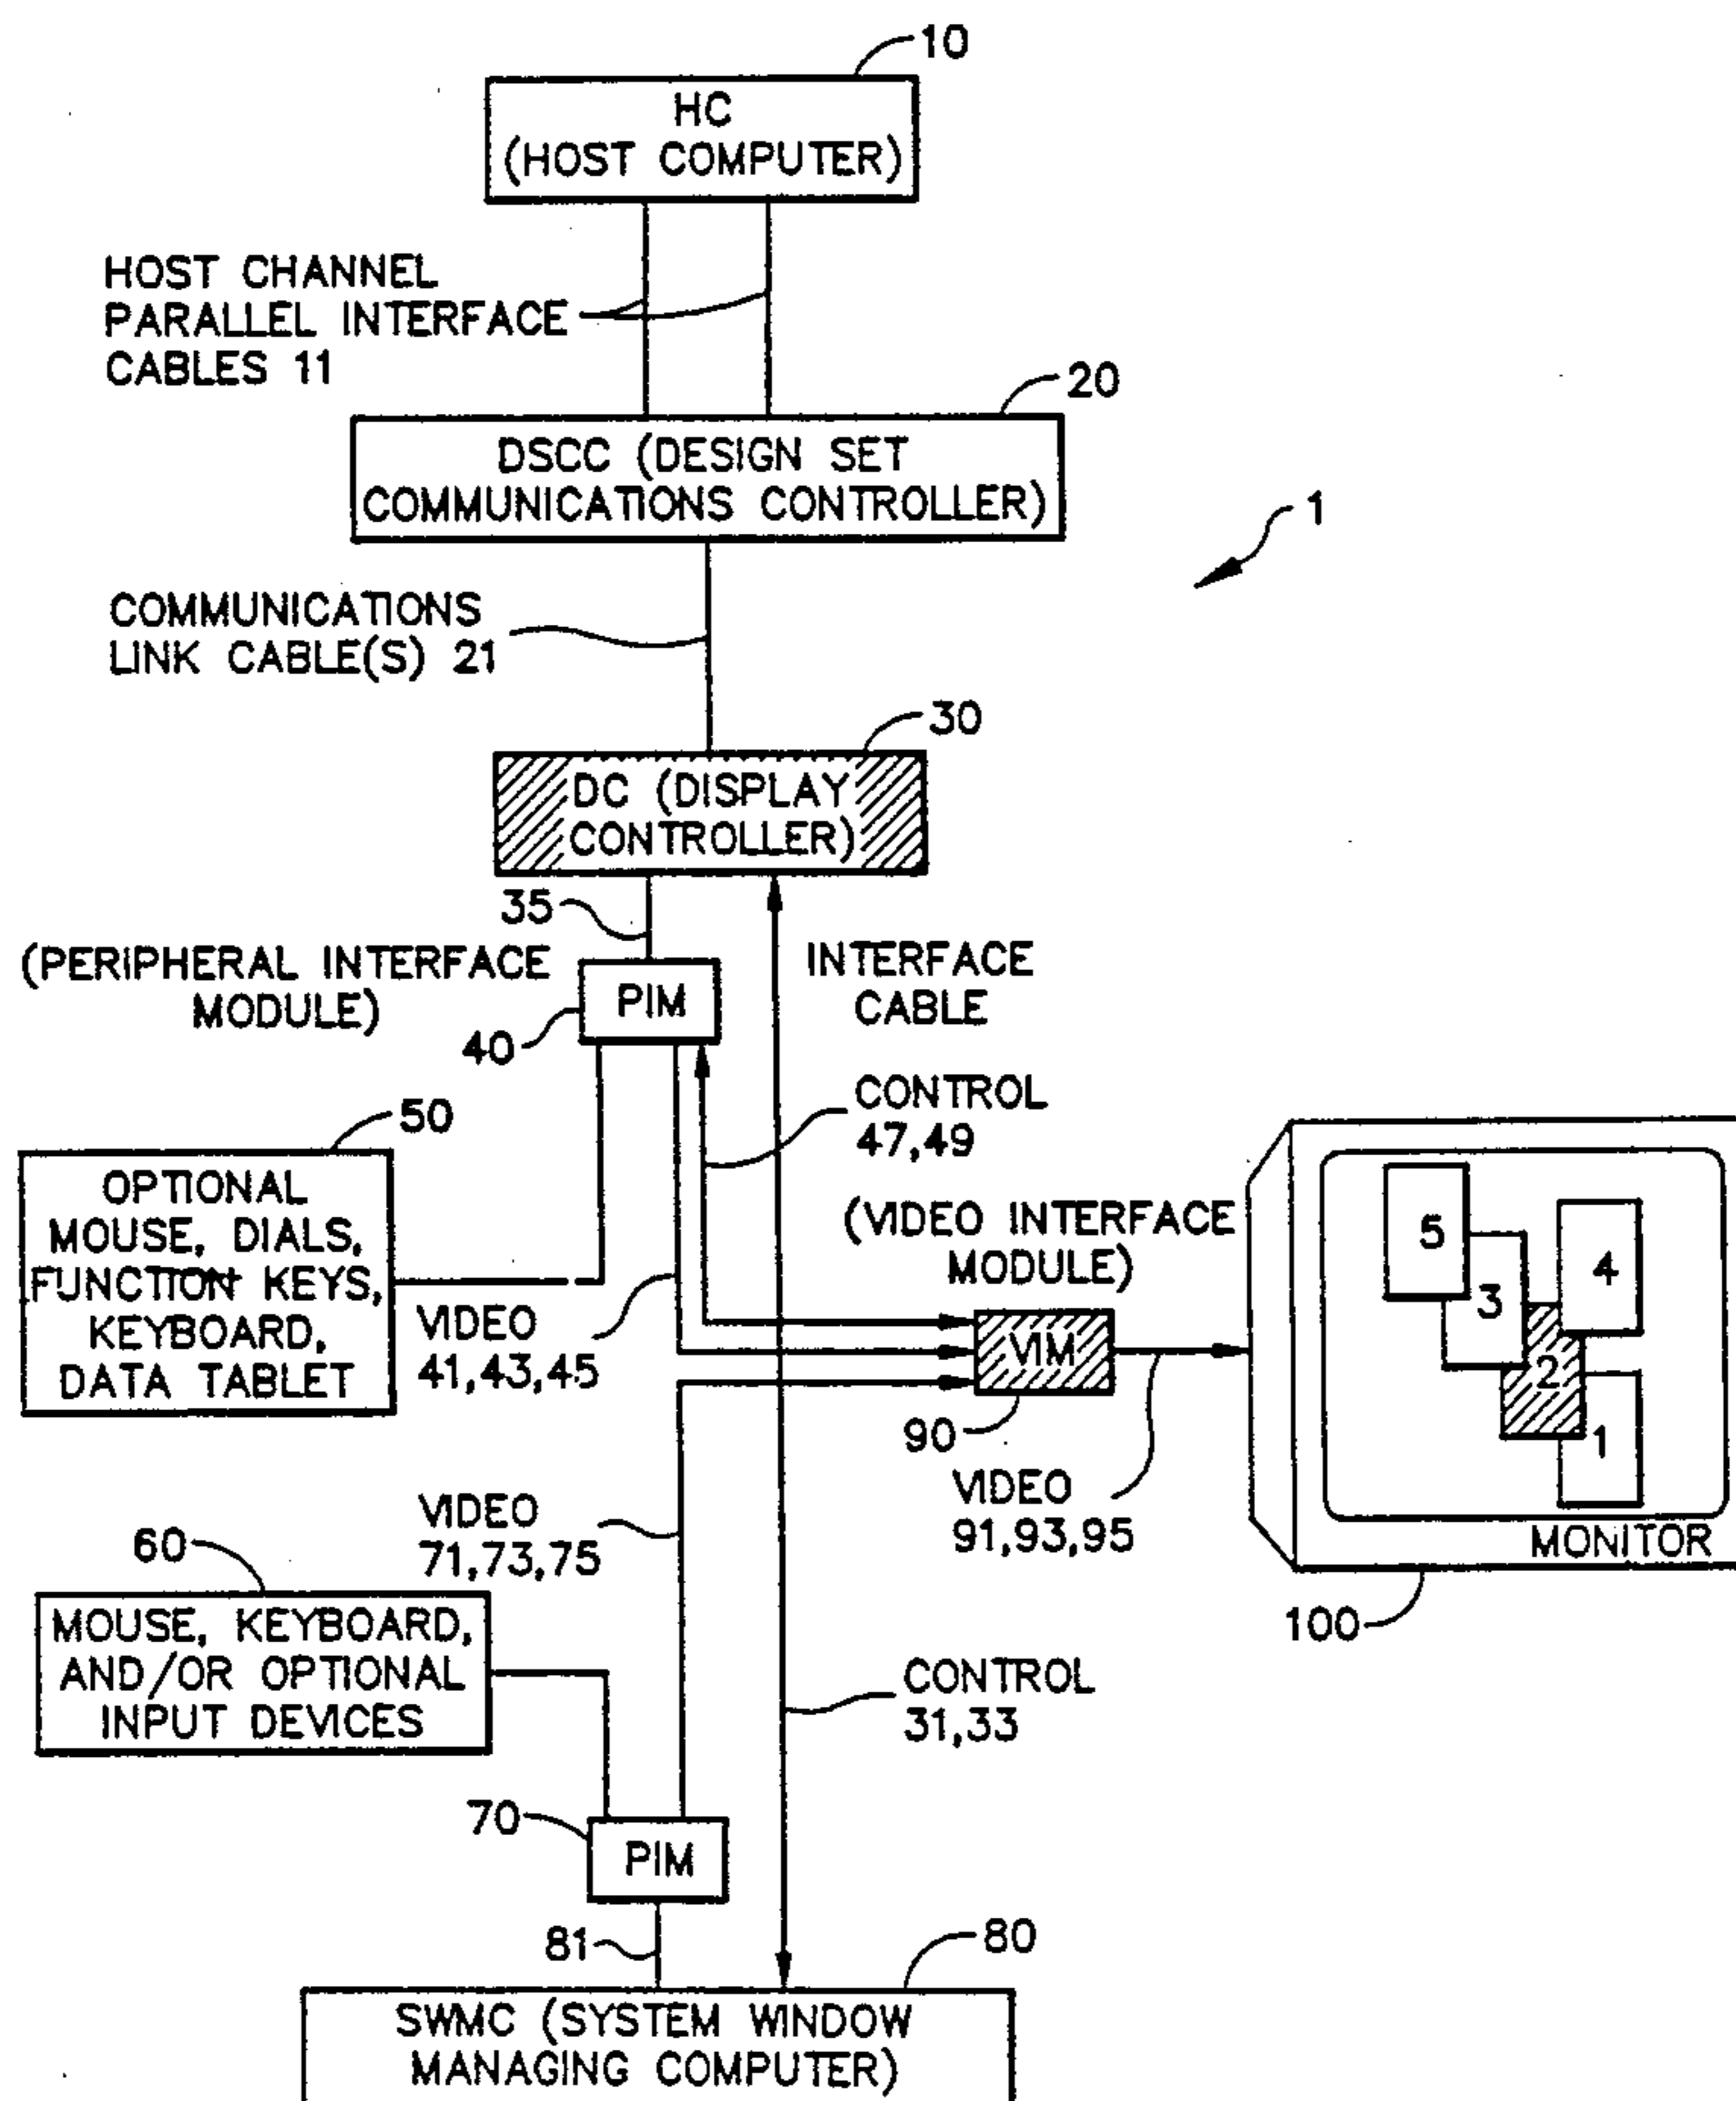 10
HC
(HOST COMPUTER)
HOST CHANNEL
PARALLEL INTERFACE
CABLES 11
20
DSCC (DESIGN SET
COMMUNICATIONS CONTROLLER)
1
COMMUNICATIONS
LINK CABLE(S) 21
30
DC (DISPLAY
CONTROLLER)
35
(PERIPHERAL INTERFACE
MODULE)
PIM
40
INTERFACE
CABLE
CONTROL
47,49
50
OPTIONAL
MOUSE, DIALS,
FUNCTION KEYS,
KEYBOARD,
DATA TABLET
VIDEO
41,43,45
(VIDEO INTERFACE
MODULE)
VIM
90
5
3
4
2
1
MONITOR
100
VIDEO
91,93,95
VIDEO
71,73,75
60
MOUSE, KEYBOARD,
AND/OR OPTIONAL
INPUT DEVICES
CONTROL
31,33
70
PIM
81
80
SWMC (SYSTEM WINDOW
MANAGING COMPUTER)